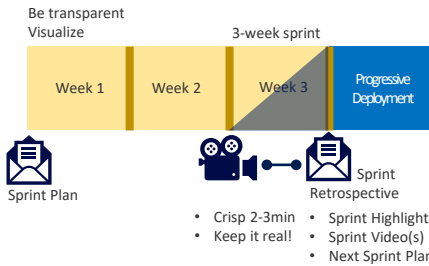 Be transparent
Visualize
3-week sprint
Week 1
Week 2
Week 3
Progressive
Deployment
Sprint Plan
Sprint
Retrospective
• Crisp 2-3min
• Keep it real!
• Sprint Highlight
• Sprint Video(s)
• Next Sprint Plan